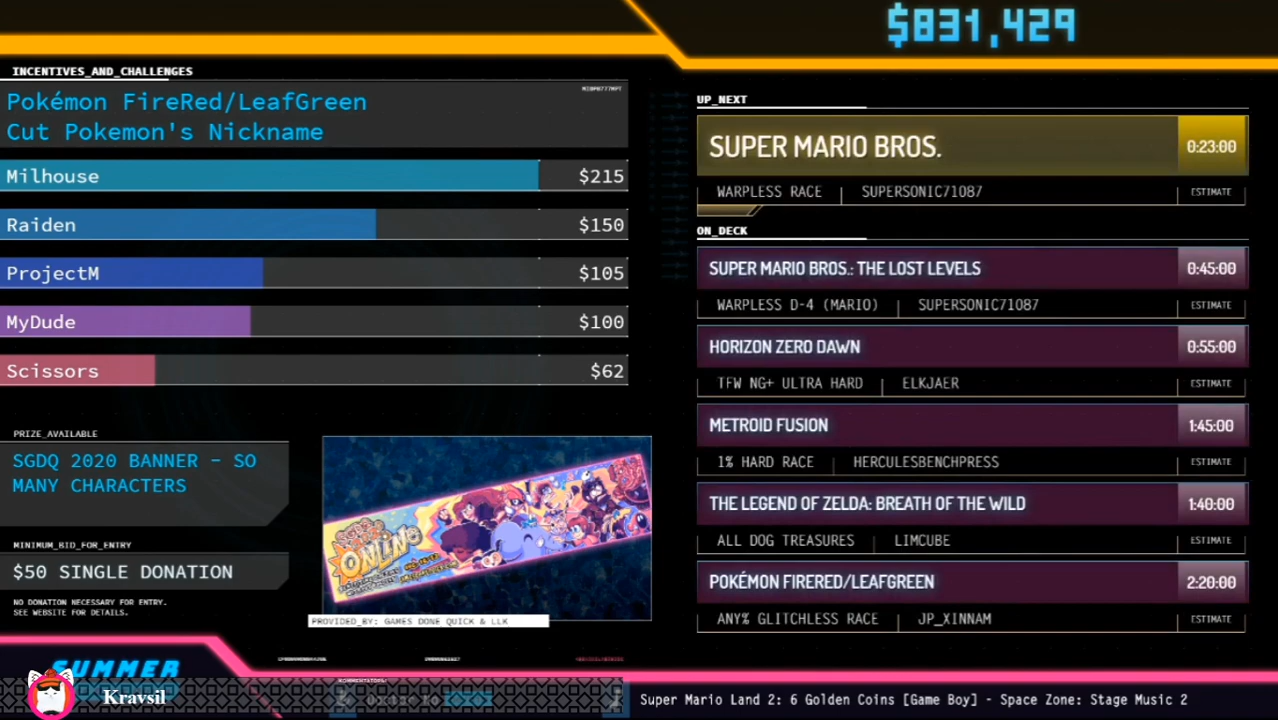 $831,429
INCENTIVES_AND_CHALLENGES
Pokémon FireRed/LeafGreen
Cut Pokemon's Nickname
Milhouse $215
Raiden $150
ProjectM $105
MyDude $100
Scissors $62
PRIZE_AVAILABLE
SGDQ 2020 BANNER - SO
MANY CHARACTERS
MINIMUM_BID_FOR_ENTRY
$50 SINGLE DONATION
NO DONATION NECESSARY FOR ENTRY.
SEE WEBSITE FOR DETAILS.
ONLINE
PROVIDED_BY: GAMES DONE QUICK & LLK
UP_NEXT
SUPER MARIO BROS. 0:23:00
WARPLESS RACE | SUPERSONIC71087 ESTIMATE
ON_DECK
SUPER MARIO BROS.: THE LOST LEVELS 0:45:00
WARPLESS D-4 (MARIO) | SUPERSONIC71087 ESTIMATE
HORIZON ZERO DAWN 0:55:00
TFW NG+ ULTRA HARD | ELKJAER ESTIMATE
METROID FUSION 1:45:00
1% HARD RACE | HERCULESBENCHPRESS ESTIMATE
THE LEGEND OF ZELDA: BREATH OF THE WILD 1:40:00
ALL DOG TREASURES | LIMCUBE ESTIMATE
POKÉMON FIRERED/LEAFGREEN 2:20:00
ANY% GLITCHLESS RACE | JP_XINNAM ESTIMATE
SUMMER
Kravsil
Super Mario Land 2: 6 Golden Coins [Game Boy] - Space Zone: Stage Music 2